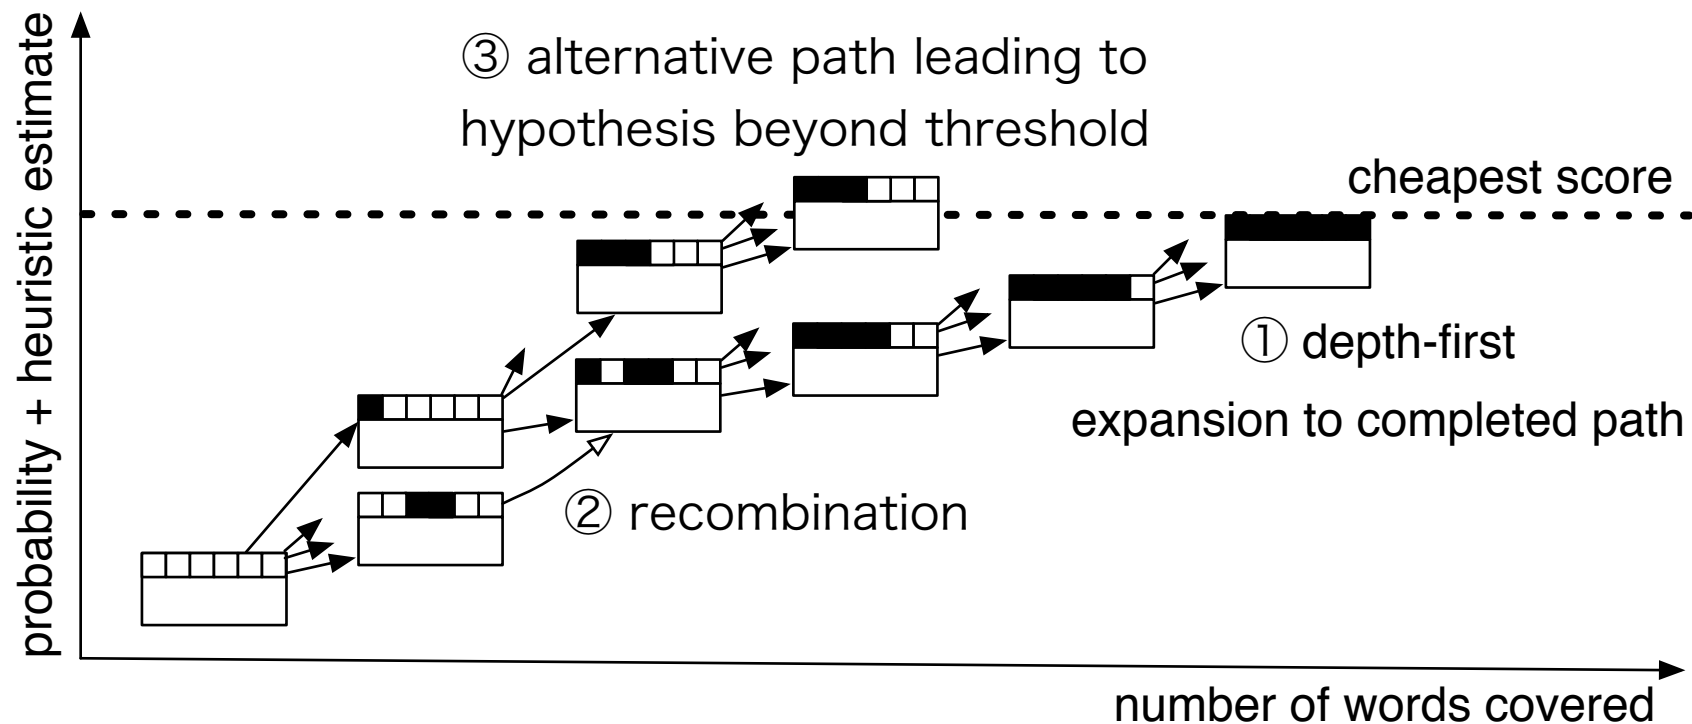 probability + heuristic estimate
③ alternative path leading to
hypothesis beyond threshold
cheapest score
① depth-first
expansion to completed path
② recombination
number of words covered